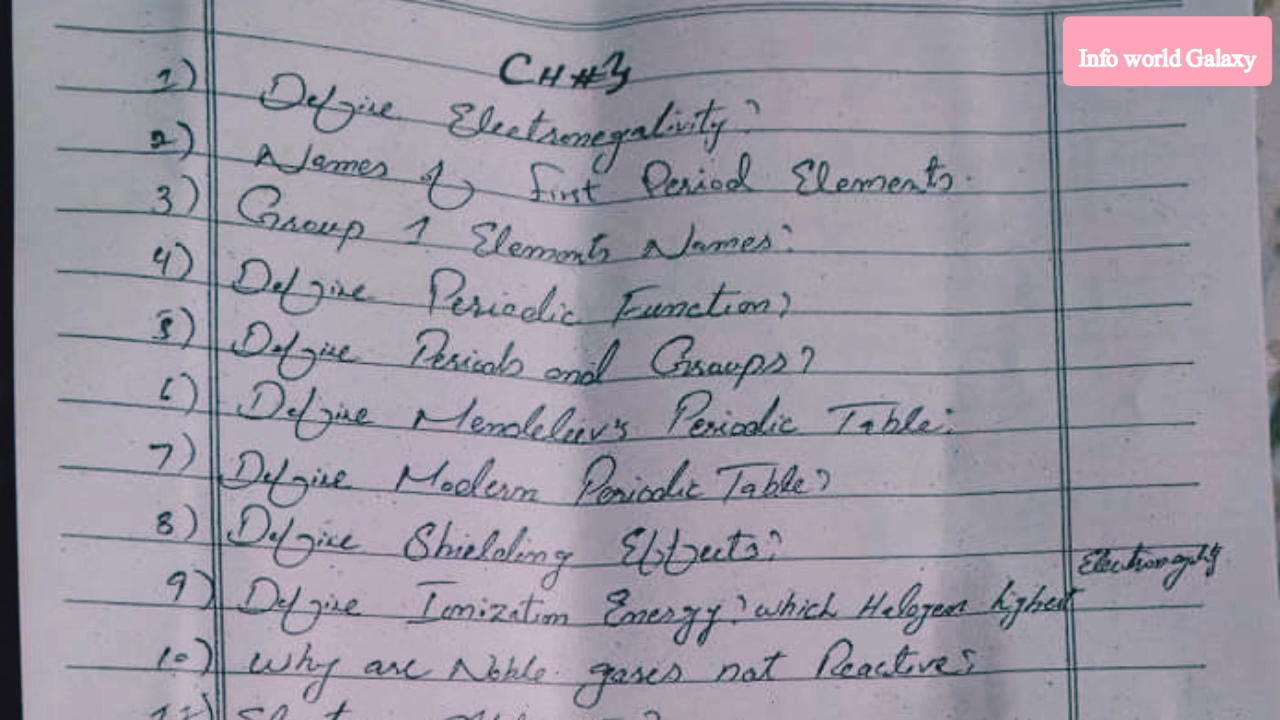 Info world Galaxy
CH #3
1) Define Electronegativity?
2) Names of First Period Elements.
3) Group 1 Elements Names?
4) Define Periodic Function?
5) Define Periods and Groups?
6) Define Mendeleev's Periodic Table?
7) Define Modern Periodic Table?
8) Define Shielding Effects?
9) Define Ionization Energy? which Halogen highest
10) Why are Noble gases not Reactive?